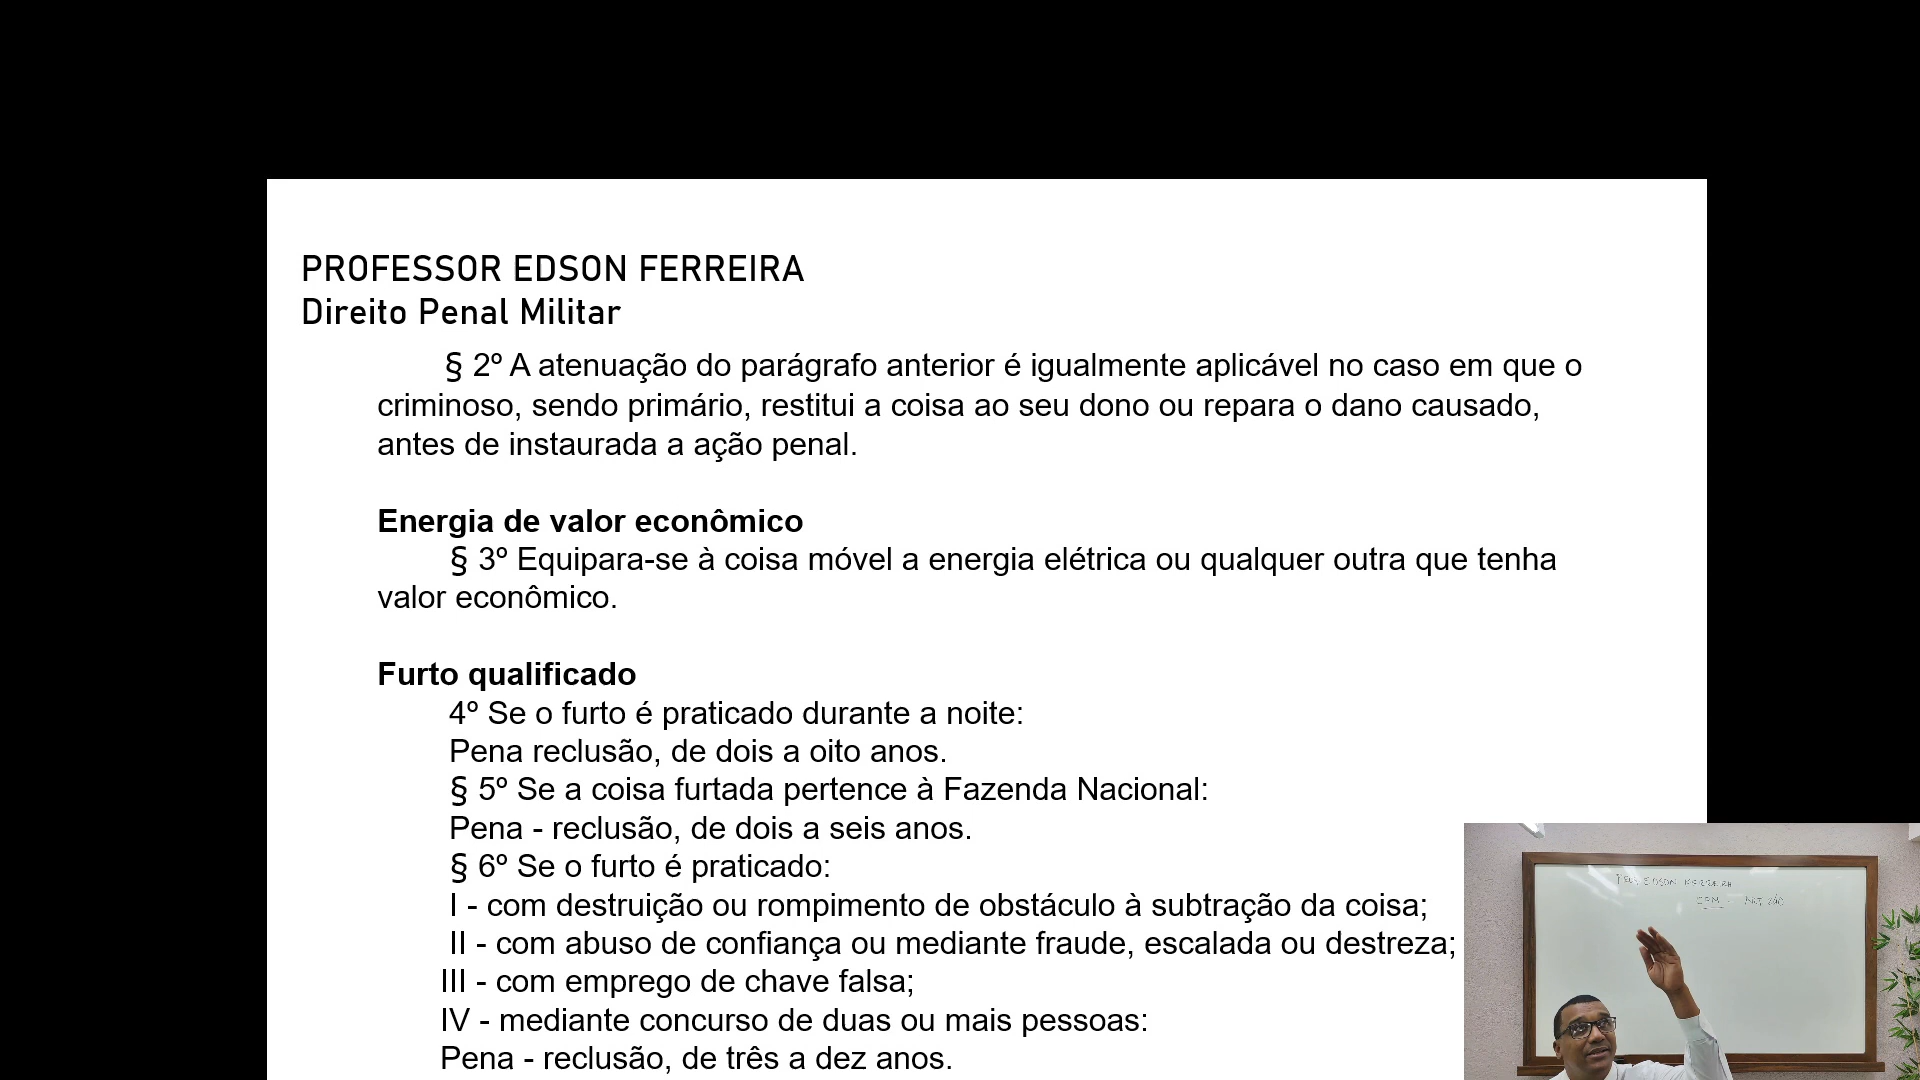 PROFESSOR EDSON FERREIRA
Direito Penal Militar
§ 2º A atenuação do parágrafo anterior é igualmente aplicável no caso em que o
criminoso, sendo primário, restitui a coisa ao seu dono ou repara o dano causado,
antes de instaurada a ação penal.
Energia de valor econômico
§ 3º Equipara-se à coisa móvel a energia elétrica ou qualquer outra que tenha
valor econômico.
Furto qualificado
4º Se o furto é praticado durante a noite:
Pena reclusão, de dois a oito anos.
§ 5º Se a coisa furtada pertence à Fazenda Nacional:
Pena - reclusão, de dois a seis anos.
§ 6º Se o furto é praticado:
I - com destruição ou rompimento de obstáculo à subtração da coisa;
II - com abuso de confiança ou mediante fraude, escalada ou destreza;
III - com emprego de chave falsa;
IV - mediante concurso de duas ou mais pessoas:
Pena - reclusão, de três a dez anos.
EDSON FERREIRA
CPM